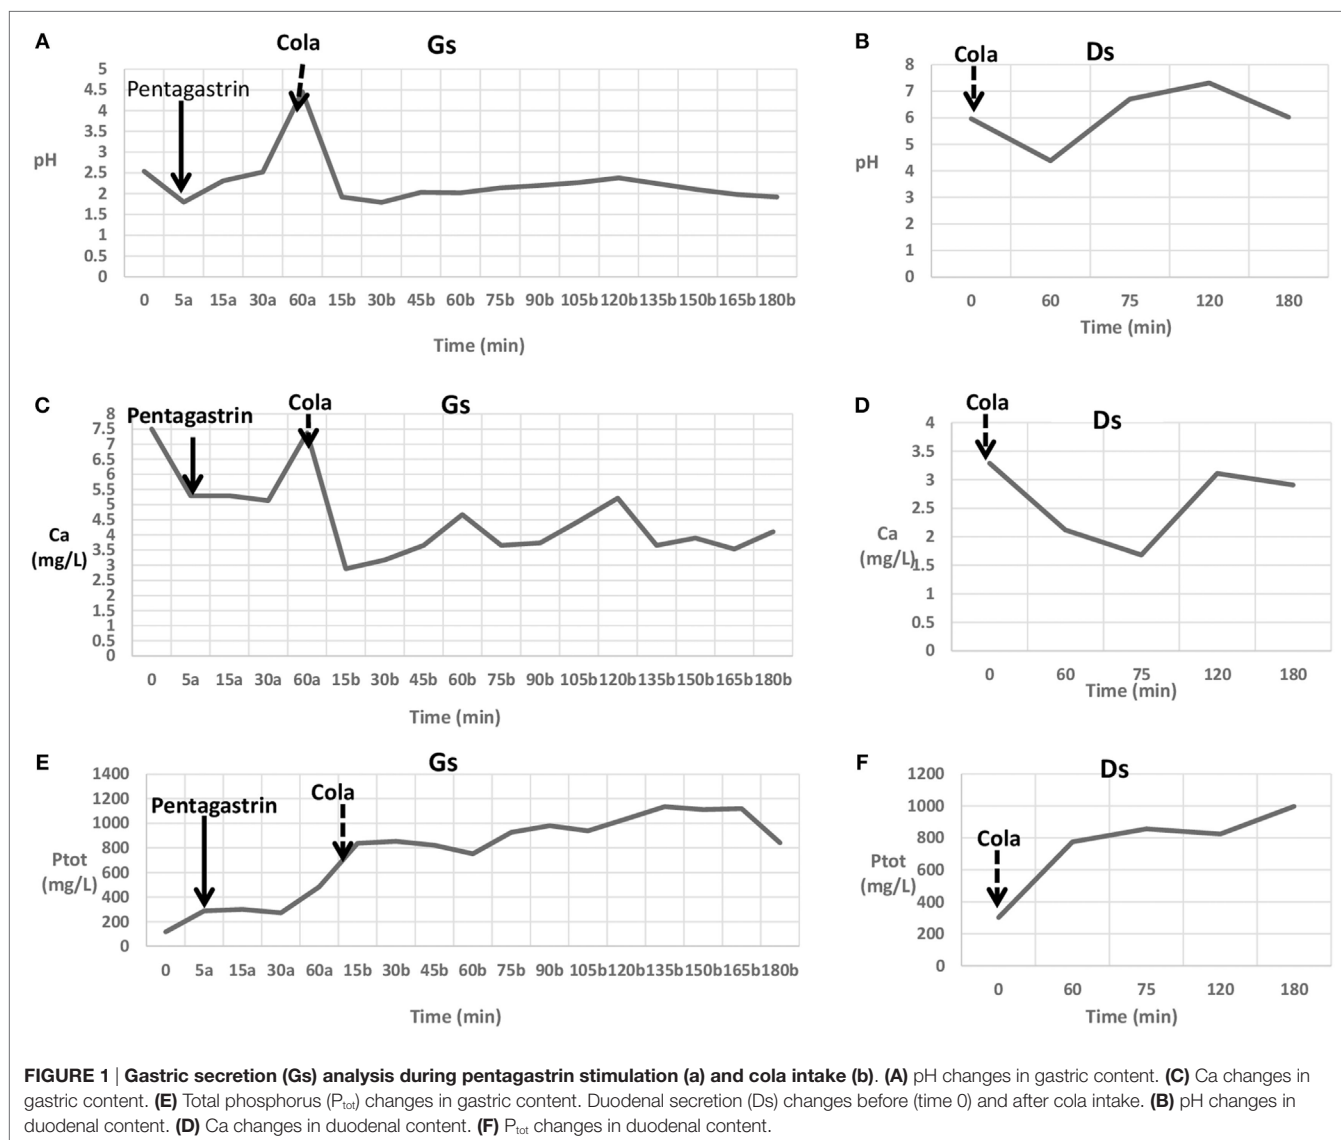 A
Cola
Gs
Pentagastrin
5
4.5
4
3.5
3
2.5
2
1.5
1
0.5
0
pH
0 5a 15a 30a 60a 15b 30b 45b 60b 75b 90b 105b 120b 135b 150b 165b 180b
Time (min)
B
Cola
Ds
8
7
6
5
4
3
2
1
0
pH
0 60 75 120 180
Time (min)
C
Pentagastrin
Cola
Gs
8
7.5
7
6.5
6
5.5
5
4.5
4
3.5
3
2.5
2
1.5
1
0.5
0
Ca
(mg/L)
0 5a 15a 30a 60a 15b 30b 45b 60b 75b 90b 105b 120b 135b 150b 165b 180b
Time (min)
D
Cola
Ds
4
3.5
3
2.5
2
1.5
1
0.5
0
Ca
(mg/L)
0 60 75 120 180
Time (min)
E
Gs
Pentagastrin
Cola
1400
1200
1000
800
600
400
200
0
Ptot
(mg/L)
0 5a 15a 30a 60a 15b 30b 45b 60b 75b 90b 105b 120b 135b 150b 165b 180b
Time (min)
F
Ds
Cola
1200
1000
800
600
400
200
0
Ptot
(mg/L)
0 60 75 120 180
Time (min)
FIGURE 1 | Gastric secretion (Gs) analysis during pentagastrin stimulation (a) and cola intake (b). (A) pH changes in gastric content. (C) Ca changes in
gastric content. (E) Total phosphorus (Ptot) changes in gastric content. Duodenal secretion (Ds) changes before (time 0) and after cola intake. (B) pH changes in
duodenal content. (D) Ca changes in duodenal content. (F) Ptot changes in duodenal content.